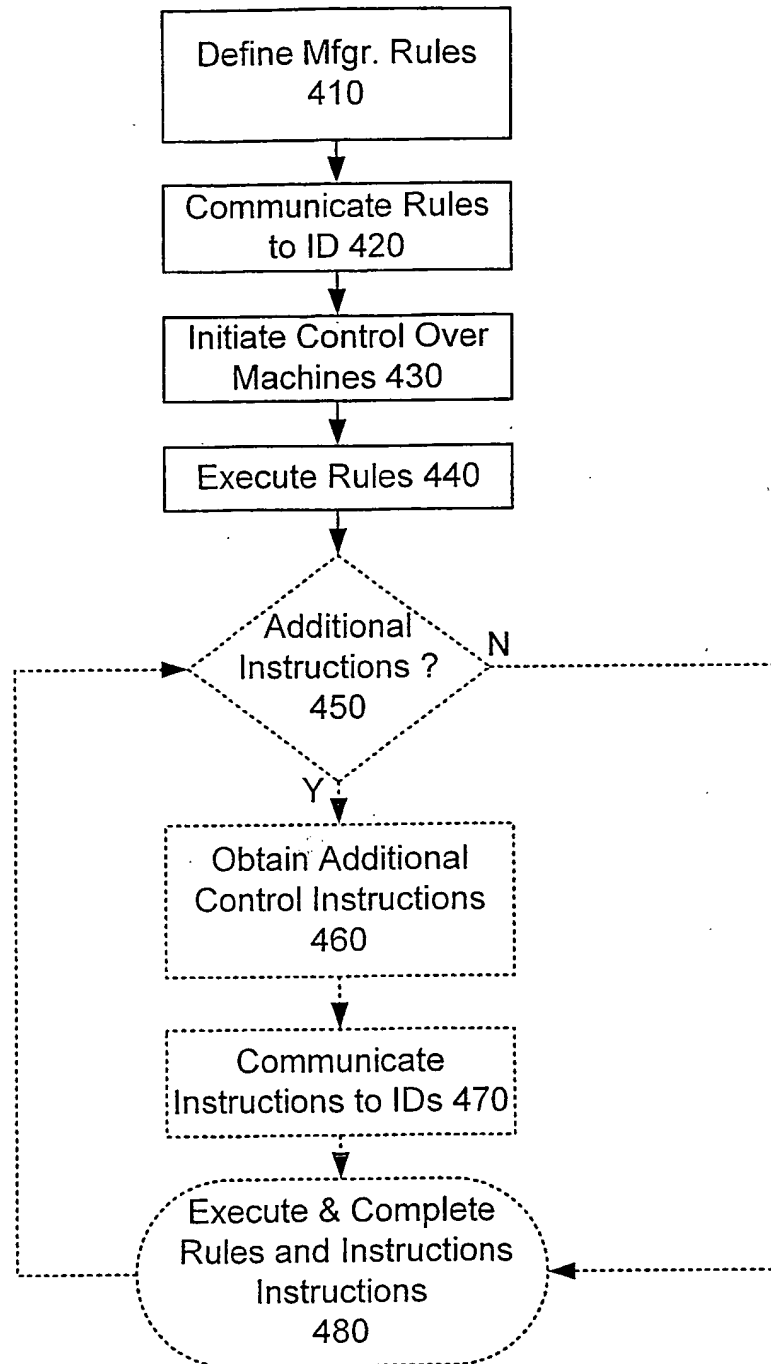 Define Mfgr. Rules
410
Communicate Rules
to ID 420
Initiate Control Over
Machines 430
Execute Rules 440
Additional
Instructions ?
450
N
Y
Obtain Additional
Control Instructions
460
Communicate
Instructions to IDs 470
Execute & Complete
Rules and Instructions
Instructions
480